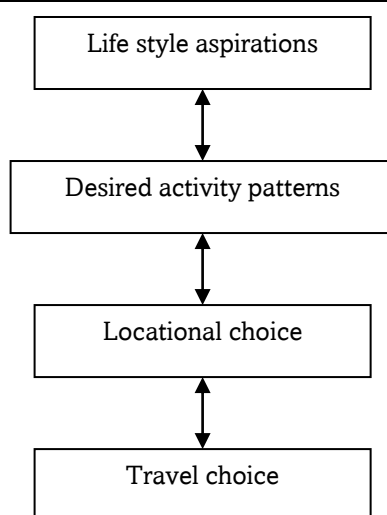 Life style aspirations
Desired activity patterns
Locational choice
Travel choice